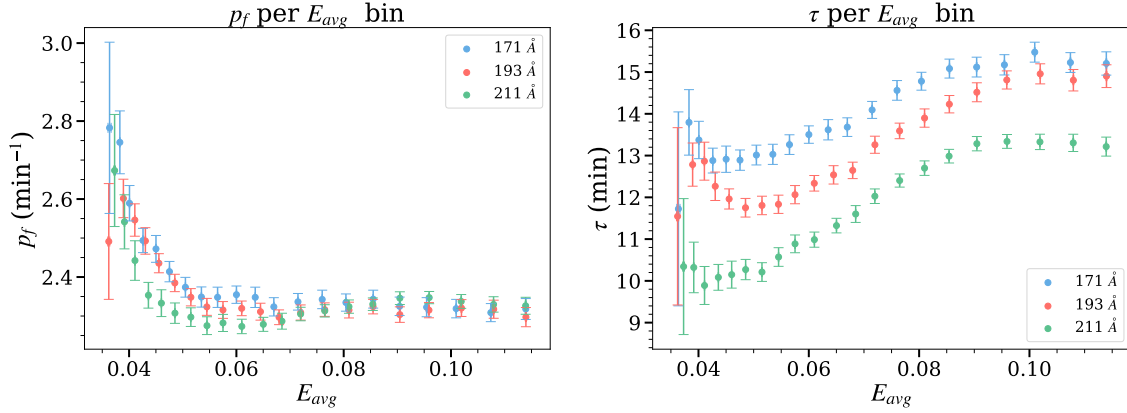 p_f per E_avg bin
p_f (min⁻¹)
3.0
2.8
2.6
2.4
171 Å
193 Å
211 Å
0.04 0.06 0.08 0.10
E_avg
τ per E_avg bin
τ (min)
16
15
14
13
12
11
10
9
171 Å
193 Å
211 Å
0.04 0.06 0.08 0.10
E_avg